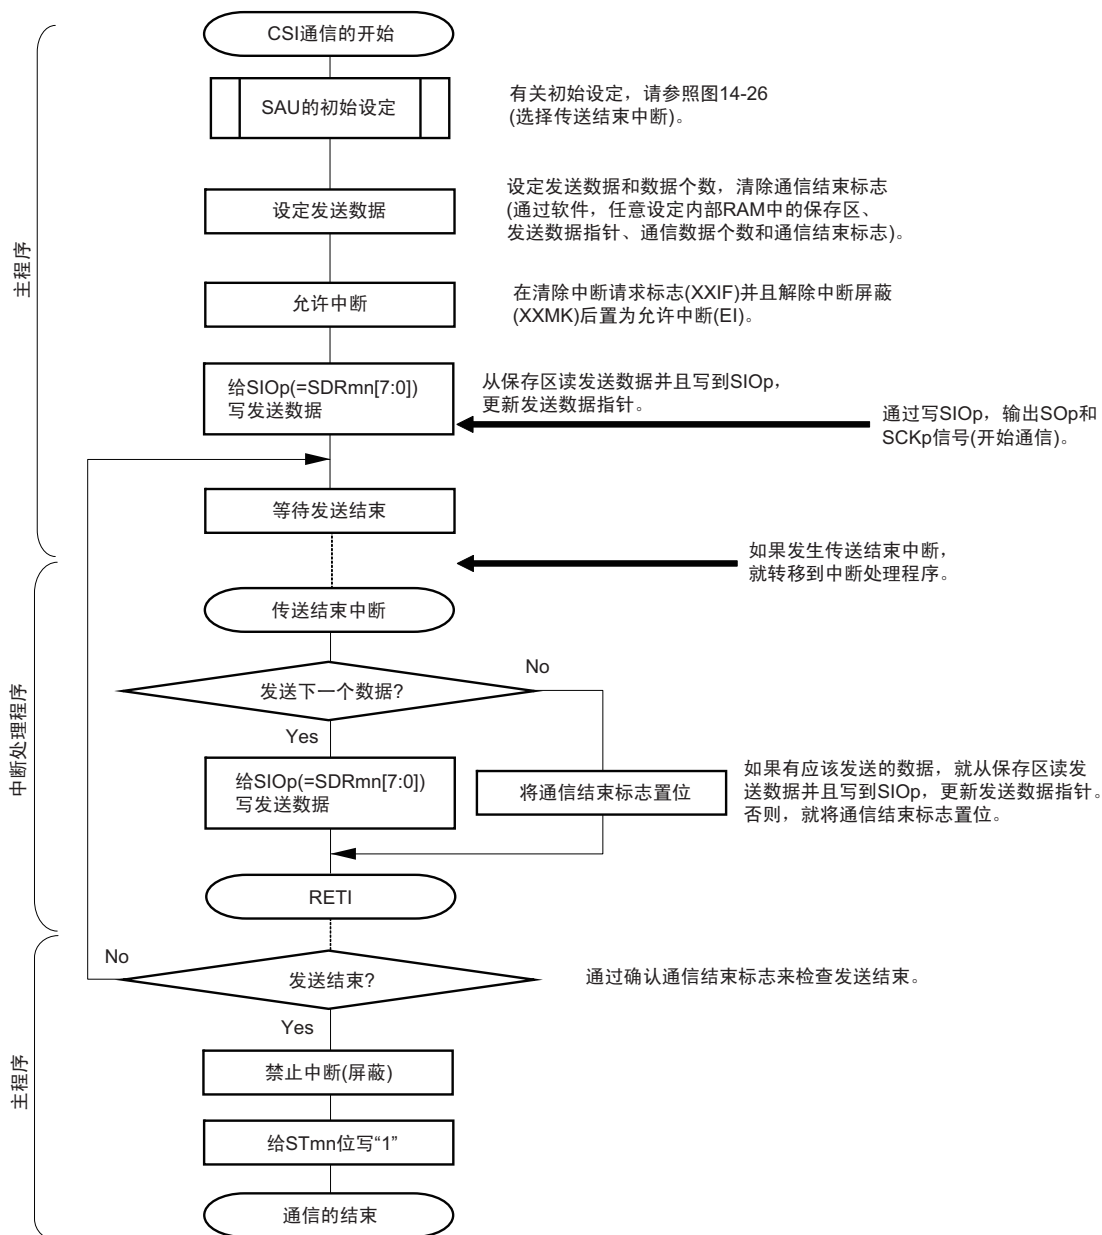 CSI通信的开始
SAU的初始设定
有关初始设定，请参照图14-26
(选择传送结束中断)。
设定发送数据
设定发送数据和数据个数，清除通信结束标志
(通过软件，任意设定内部RAM中的保存区、
发送数据指针、通信数据个数和通信结束标志)。
主程序
允许中断
在清除中断请求标志(XXIF)并且解除中断屏蔽
(XXMK)后置为允许中断(EI)。
给SIOp(=SDRmn[7:0])
写发送数据
从保存区读发送数据并且写到SIOp，
更新发送数据指针。
通过写SIOp，输出SOp和
SCKp信号(开始通信)。
等待发送结束
如果发生传送结束中断，
就转移到中断处理程序。
传送结束中断
No
发送下一个数据?
Yes
中断处理程序
给SIOp(=SDRmn[7:0])
写发送数据
将通信结束标志置位
如果有应该发送的数据，就从保存区读发
送数据并且写到SIOp，更新发送数据指针。
否则，就将通信结束标志置位。
RETI
No
发送结束?
通过确认通信结束标志来检查发送结束。
Yes
主程序
禁止中断(屏蔽)
给STmn位写“1”
通信的结束